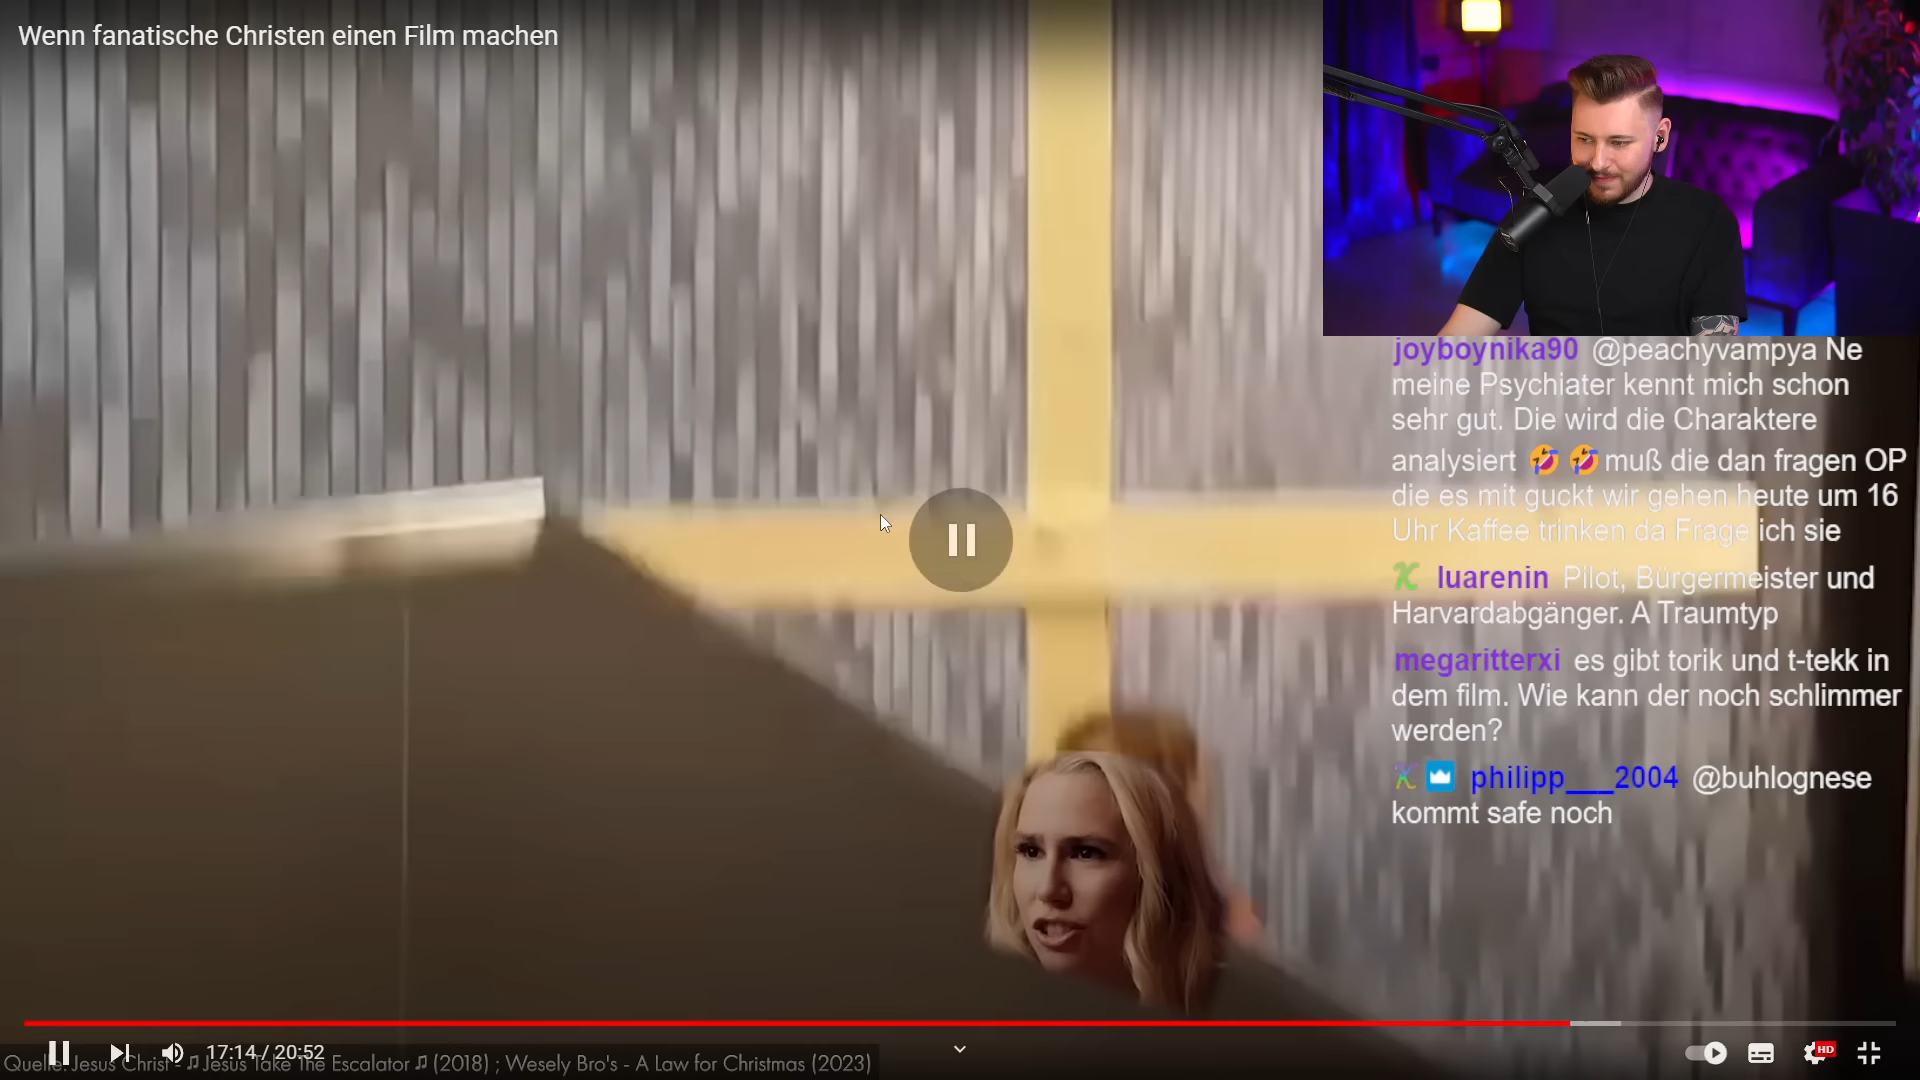 Wenn fanatische Christen einen Film machen
joyboynika90 @peachyvampya Ne
meine Psychiater kennt mich schon
sehr gut. Die wird die Charaktere
analysiert 🤣 🤣 muß die dan fragen OP
die es mit guckt wir gehen heute um 16
Uhr Kaffee trinken da Frage ich sie
luarenin Pilot, Bürgermeister und
Harvardabgänger. A Traumtyp
megaritterxi es gibt torik und t-tekk in
dem film. Wie kann der noch schlimmer
werden?
philipp___2004 @buhlognese
kommt safe noch
17:14 / 20:52
HD
Quelle: Jesus Christ - ♫ Jesus Take The Escalator ♫ (2018) ; Wesely Bro's - A Law for Christmas (2023)